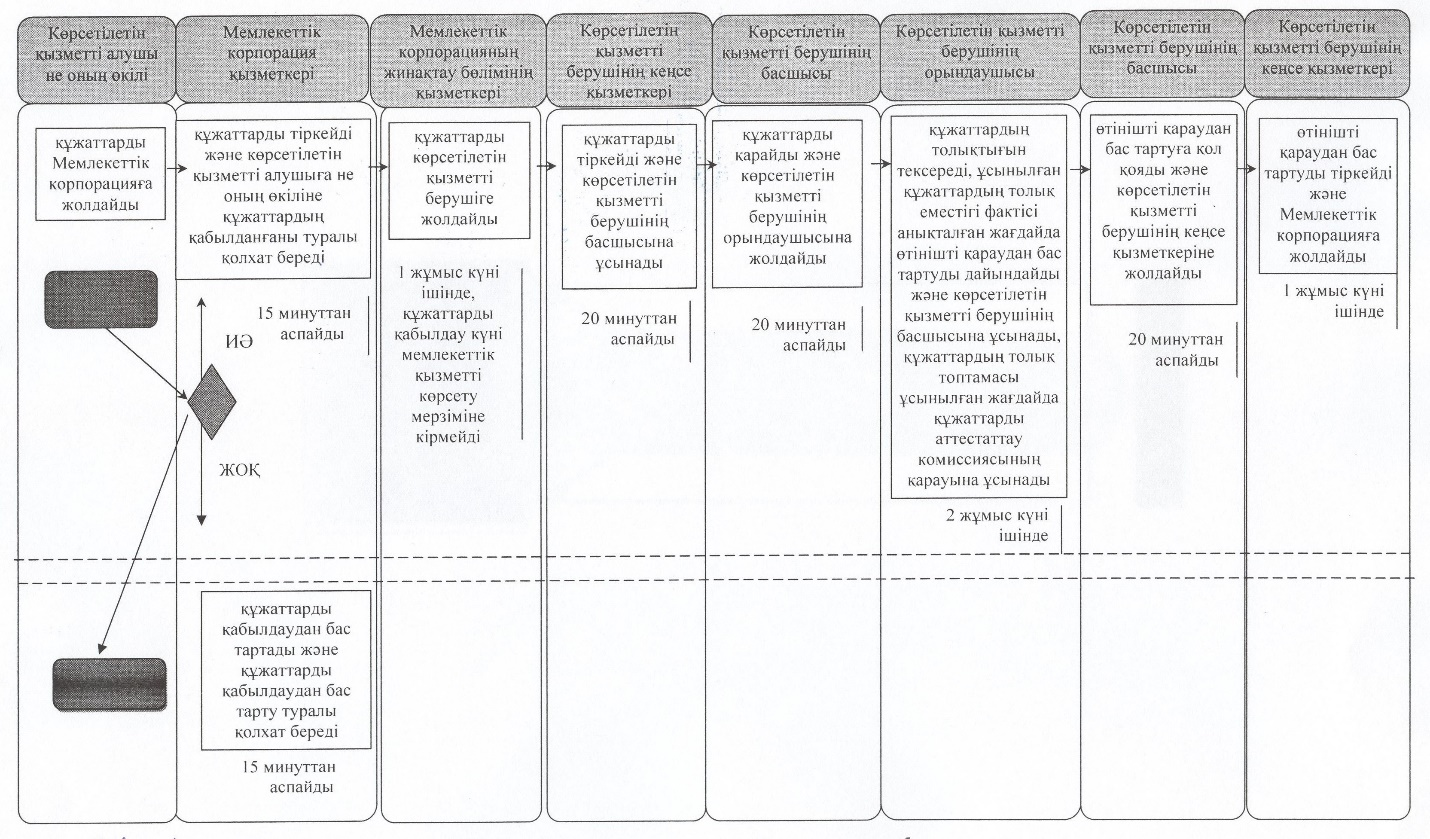 Көрсетілетін
қызметті алушы
не оның өкілі
Мемлекеттік
корпорация
қызметкері
Мемлекеттік
корпорацияның
жинақтау бөлімінің
қызметкері
Көрсетілетін
қызметті
берушінің кеңсе
қызметкері
Көрсетілетін
қызметті берушінің
басшысы
Көрсетілетін қызметті
берушінің
орындаушысы
Көрсетілетін
қызметті берушінің
басшысы
Көрсетілетін
қызметті берушінің
кеңсе қызметкері
құжаттарды
Мемлекеттік
корпорацияға
жолдайды
құжаттарды тіркейді
және көрсетілетін
қызметті алушыға не
оның өкіліне
құжаттардың
қабылданғаны туралы
қолхат береді
15 минуттан
аспайды
ИӘ
ЖОҚ
құжаттарды
көрсетілетін
қызметті
берушіге
жолдайды
1 жұмыс күні
ішінде,
құжаттарды
қабылдау күні
мемлекеттік
қызметті
көрсету
мерзіміне
кірмейді
құжаттарды
тіркейді және
көрсетілетін
қызметті
берушінің
басшысына
ұсынады
20 минуттан
аспайды
құжаттарды
қарайды және
көрсетілетін
қызметті
берушінің
орындаушысына
жолдайды
20 минуттан
аспайды
құжаттардың
толықтығын
тексереді, ұсынылған
құжаттардың толық
еместігі фактісі
анықталған жағдайда
өтінішті қараудан бас
тартуды дайындайды
және көрсетілетін
қызметті берушінің
басшысына ұсынады,
құжаттардың толық
топтамасы
ұсынылған жағдайда
құжаттарды
аттестаттау
комиссиясының
қарауына ұсынады
2 жұмыс күні
ішінде
өтінішті қараудан
бас тартуға қол
қояды және
көрсетілетін
қызметті
берушінің кеңсе
қызметкеріне
жолдайды
20 минуттан
аспайды
өтінішті
қараудан бас
тартуды тіркейді
және
Мемлекеттік
корпорацияға
жолдайды
1 жұмыс күні
ішінде
құжаттарды
қабылдаудан бас
тартады және
құжаттарды
қабылдаудан бас
тарту туралы
қолхат береді
15 минуттан
аспайды